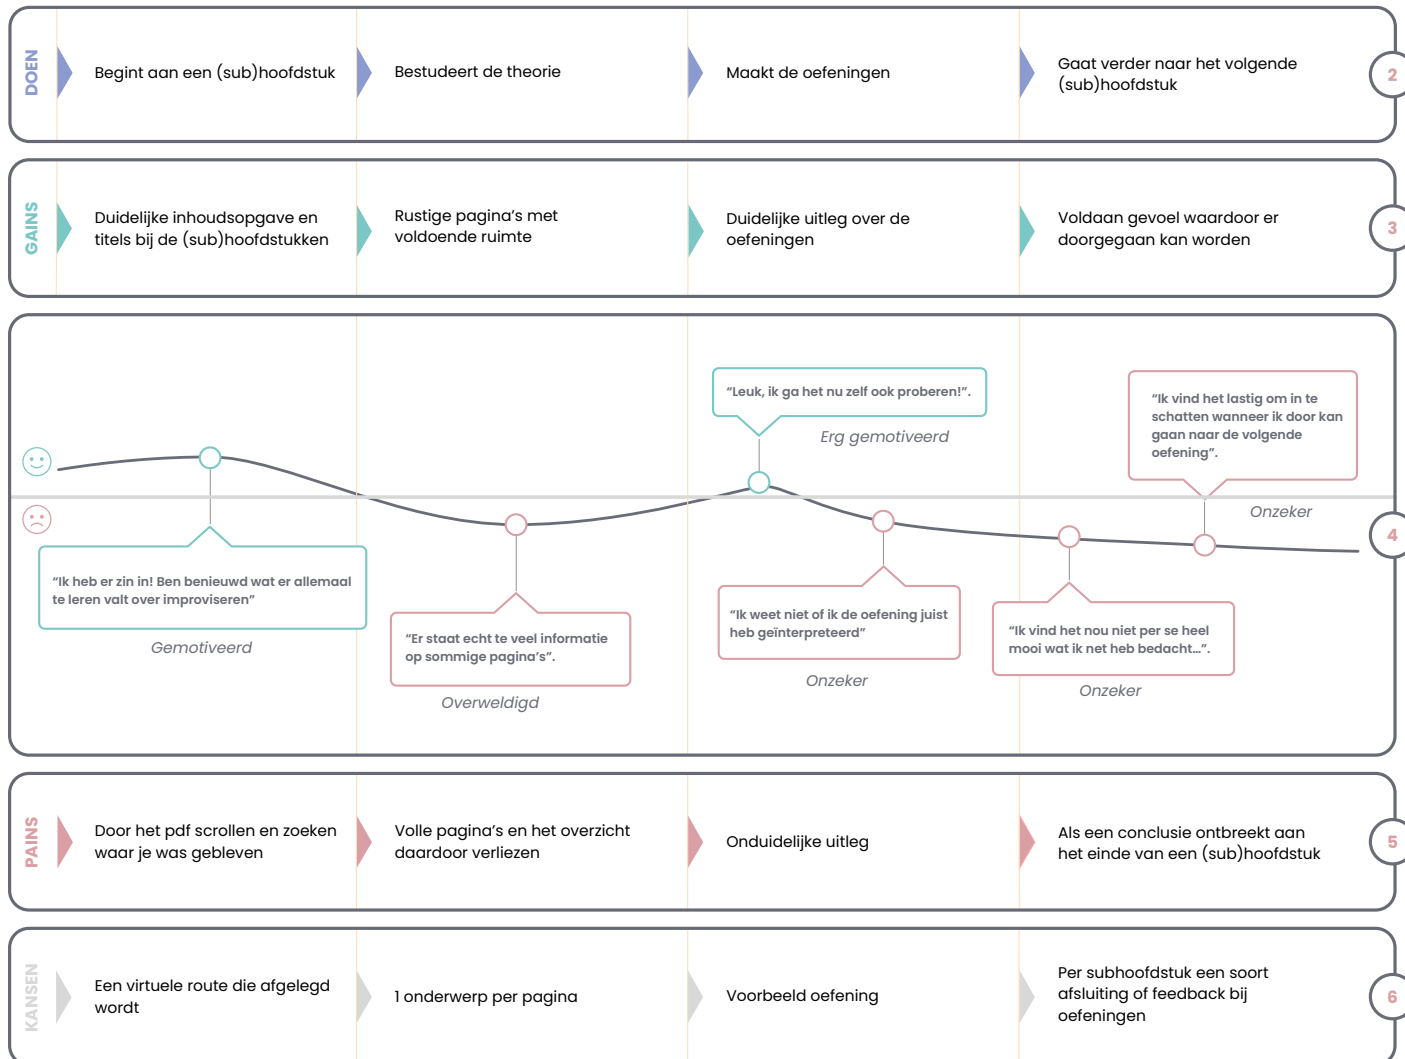 DOEN
Begint aan een (sub)hoofdstuk
Bestudeert de theorie
Maakt de oefeningen
Gaat verder naar het volgende
(sub)hoofdstuk
2
GAINS
Duidelijke inhoudsopgave en
titels bij de (sub)hoofdstukken
Rustige pagina's met
voldoende ruimte
Duidelijke uitleg over de
oefeningen
Voldaan gevoel waardoor er
doorgegaan kan worden
3
“Ik heb er zin in! Ben benieuwd wat er allemaal
te leren valt over improviseren”
Gemotiveerd
“Er staat echt te veel informatie
op sommige pagina’s”.
Overweldigd
“Leuk, ik ga het nu zelf ook proberen!”.
Erg gemotiveerd
“Ik weet niet of ik de oefening juist
heb geïnterpreteerd”
Onzeker
“Ik vind het nou niet per se heel
mooi wat ik net heb bedacht...”.
Onzeker
“Ik vind het lastig om in te
schatten wanneer ik door kan
gaan naar de volgende
oefening”.
Onzeker
4
PAINS
Door het pdf scrollen en zoeken
waar je was gebleven
Volle pagina’s en het overzicht
daardoor verliezen
Onduidelijke uitleg
Als een conclusie ontbreekt aan
het einde van een (sub)hoofdstuk
5
KANSEN
Een virtuele route die afgelegd
wordt
1 onderwerp per pagina
Voorbeeld oefening
Per subhoofdstuk een soort
afsluiting of feedback bij
oefeningen
6